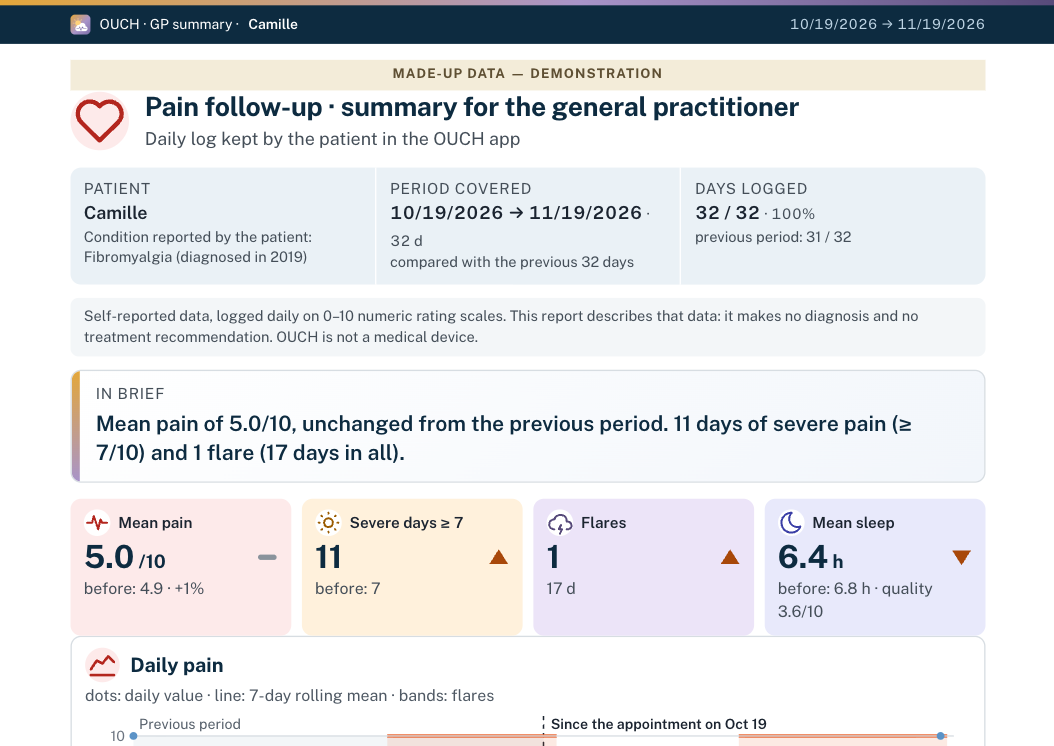 OUCH · GP summary · Camille
10/19/2026 → 11/19/2026
MADE-UP DATA — DEMONSTRATION
Pain follow-up · summary for the general practitioner
Daily log kept by the patient in the OUCH app
PATIENT
Camille
Condition reported by the patient:
Fibromyalgia (diagnosed in 2019)
PERIOD COVERED
10/19/2026 → 11/19/2026 ·
32 d
compared with the previous 32 days
DAYS LOGGED
32 / 32 · 100%
previous period: 31 / 32
Self-reported data, logged daily on 0–10 numeric rating scales. This report describes that data: it makes no diagnosis and no
treatment recommendation. OUCH is not a medical device.
IN BRIEF
Mean pain of 5.0/10, unchanged from the previous period. 11 days of severe pain (≥
7/10) and 1 flare (17 days in all).
Mean pain
5.0 /10
before: 4.9 · +1%
Severe days ≥ 7
11
before: 7
Flares
1
17 d
Mean sleep
6.4 h
before: 6.8 h · quality
3.6/10
Daily pain
dots: daily value · line: 7-day rolling mean · bands: flares
Previous period
Since the appointment on Oct 19
10